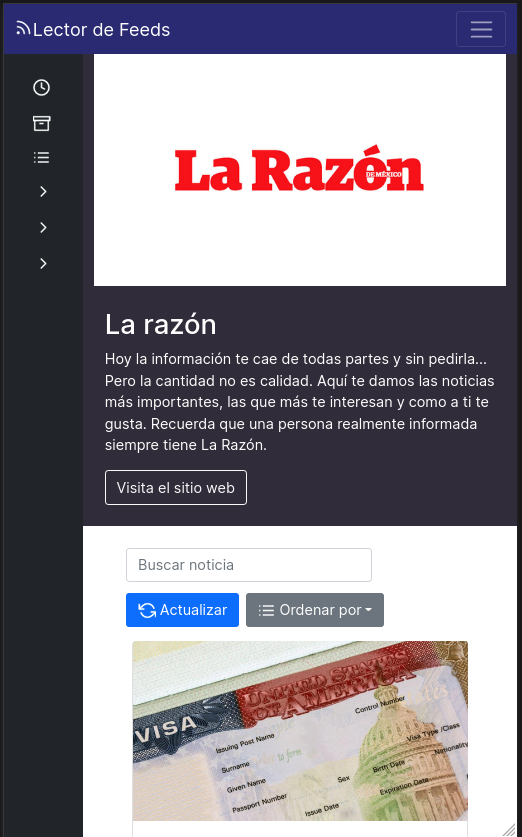 Lector de Feeds
La Razón
DE MÉXICO
La razón
Hoy la información te cae de todas partes y sin pedirla...
Pero la cantidad no es calidad. Aquí te damos las noticias
más importantes, las que más te interesan y como a ti te
gusta. Recuerda que una persona realmente informada
siempre tiene La Razón.
Visita el sitio web
Buscar noticia
Actualizar
Ordenar por
UNITED STATES
OF AMERICA
VISA
Control Number
Issuing Post Name
Visa Type /Class
Surname
Nationality
Given Name
Sex
Birth Date
Passport Number
Expiration Date
Issue Date